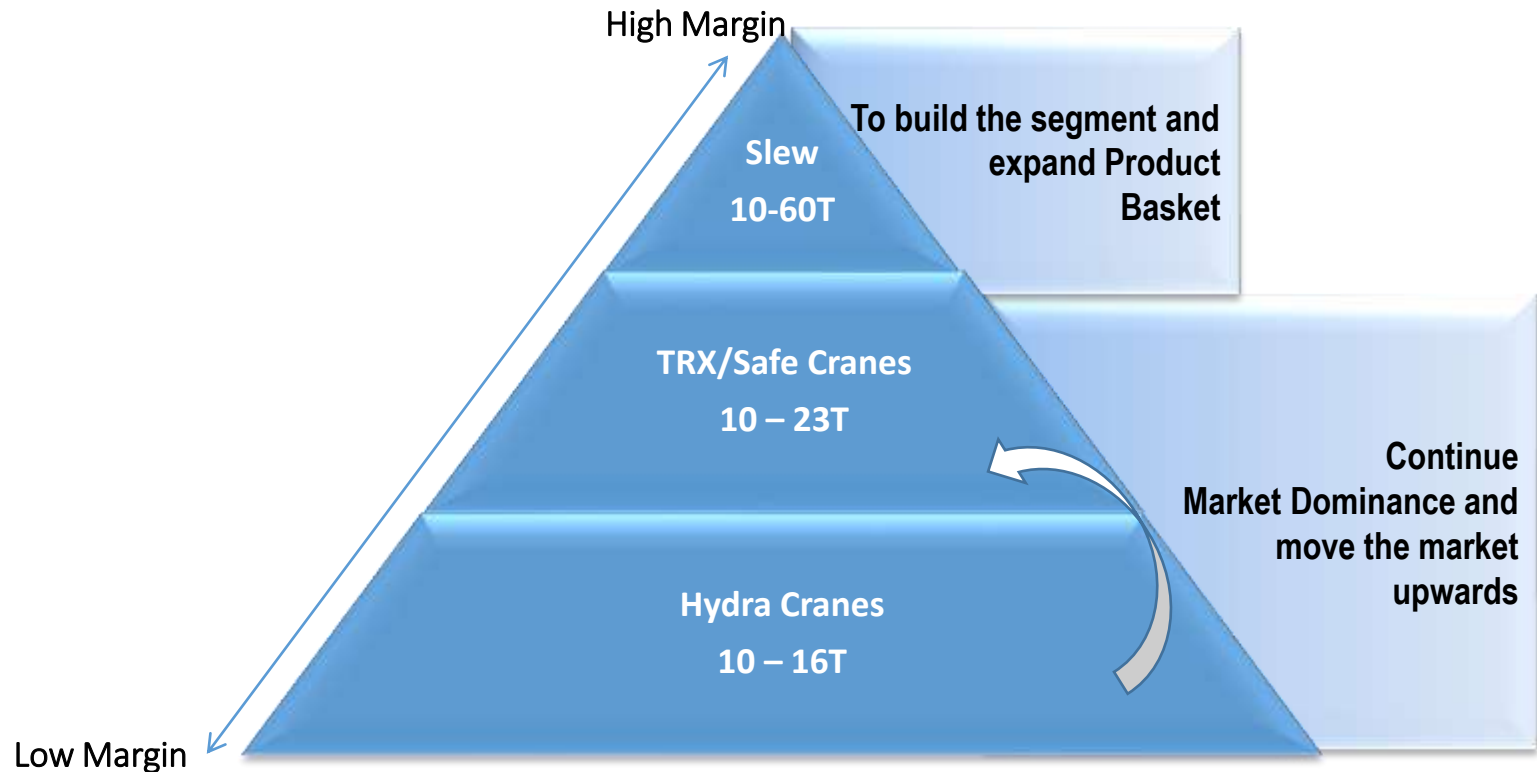 High Margin
To build the segment and
expand Product
Basket
Slew
10-60T
TRX/Safe Cranes
10 – 23T
Continue
Market Dominance and
move the market
upwards
Hydra Cranes
10 – 16T
Low Margin